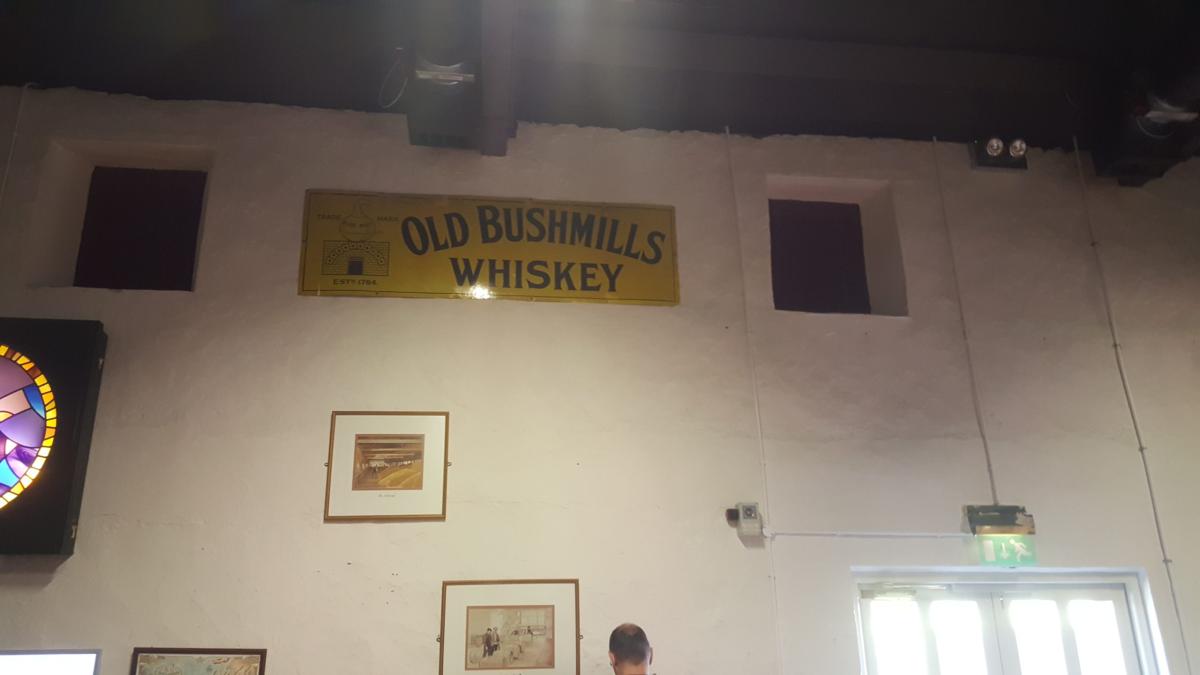 TRADE MARK
OLD BUSHMILLS
WHISKEY
ESTD 1784.